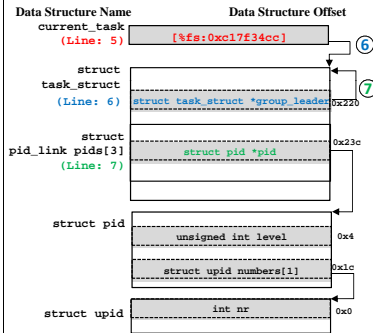 Data Structure Name Data Structure Offset
current_task
(Line: 5) [%fs:0xc17f34cc]
6
struct
task_struct 7
(Line: 6) struct task_struct *group_leader 0x220
struct 0x23c
pid_link pids[3] struct pid *pid
(Line: 7)
struct pid
unsigned int level 0x4
struct upid numbers[1] 0x1c
struct upid int nr 0x0